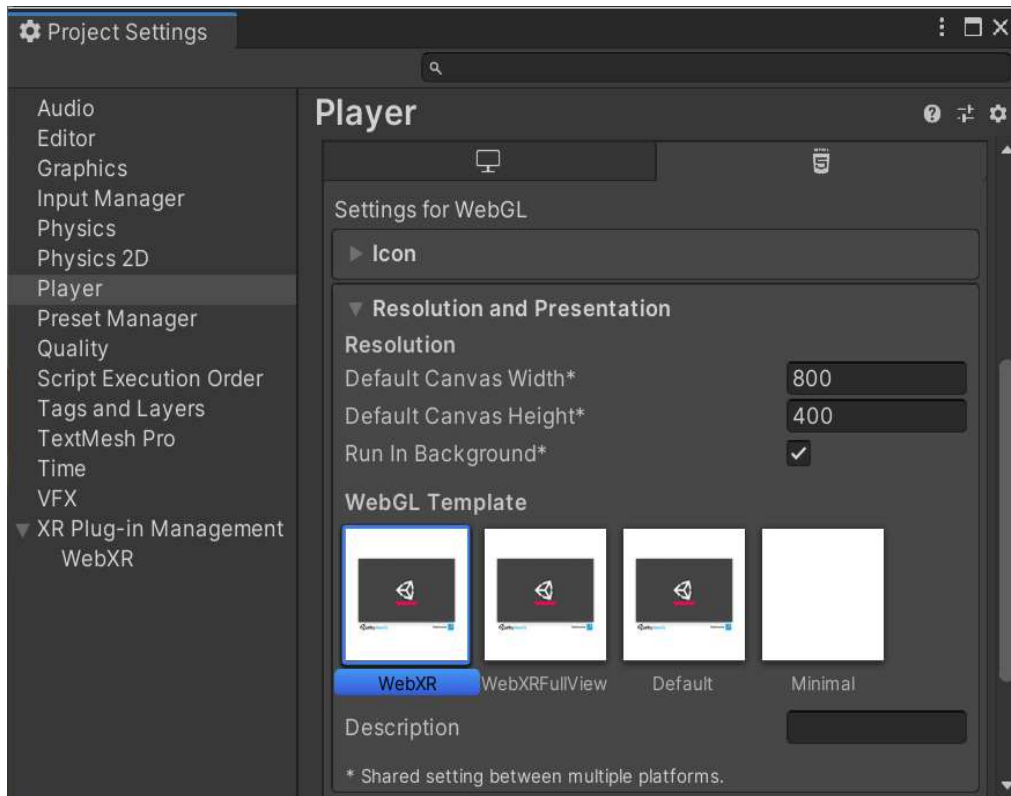 Project Settings
Player
Audio
Editor
Graphics
Input Manager
Physics
Physics 2D
Player
Preset Manager
Quality
Script Execution Order
Tags and Layers
TextMesh Pro
Time
VFX
XR Plug-in Management
WebXR
Settings for WebGL
Icon
Resolution and Presentation
Resolution
Default Canvas Width* 800
Default Canvas Height* 400
Run In Background*
WebGL Template
WebXR WebXRFullView Default Minimal
Description
* Shared setting between multiple platforms.